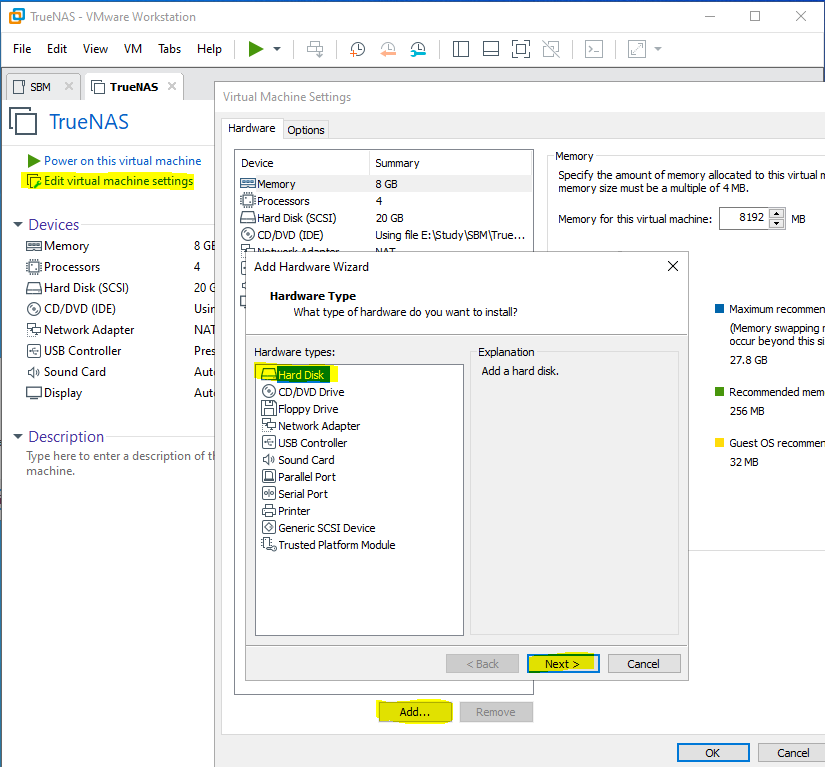 TrueNAS - VMware Workstation
File Edit View VM Tabs Help
SBM TrueNAS
TrueNAS
Power on this virtual machine
Edit virtual machine settings
Devices
Memory 8 GB
Processors 4
Hard Disk (SCSI) 20 G
CD/DVD (IDE) Usin
Network Adapter NAT
USB Controller Pres
Sound Card Auto
Display Auto
Description
Type here to enter a description of th
machine.
Virtual Machine Settings
Hardware Options
Device Summary
Memory 8 GB
Processors 4
Hard Disk (SCSI) 20 GB
CD/DVD (IDE) Using file E:\Study\SBM\True...
Network Adapter NAT
Memory
Specify the amount of memory allocated to this virtual m
memory size must be a multiple of 4 MB.
Memory for this virtual machine: 8192 MB
Maximum recommen
(Memory swapping
occur beyond this si
27.8 GB
Recommended mem
256 MB
Guest OS recommen
32 MB
Add Hardware Wizard
Hardware Type
What type of hardware do you want to install?
Hardware types:
Hard Disk
CD/DVD Drive
Floppy Drive
Network Adapter
USB Controller
Sound Card
Parallel Port
Serial Port
Printer
Generic SCSI Device
Trusted Platform Module
Explanation
Add a hard disk.
< Back Next > Cancel
Add... Remove
OK Cancel